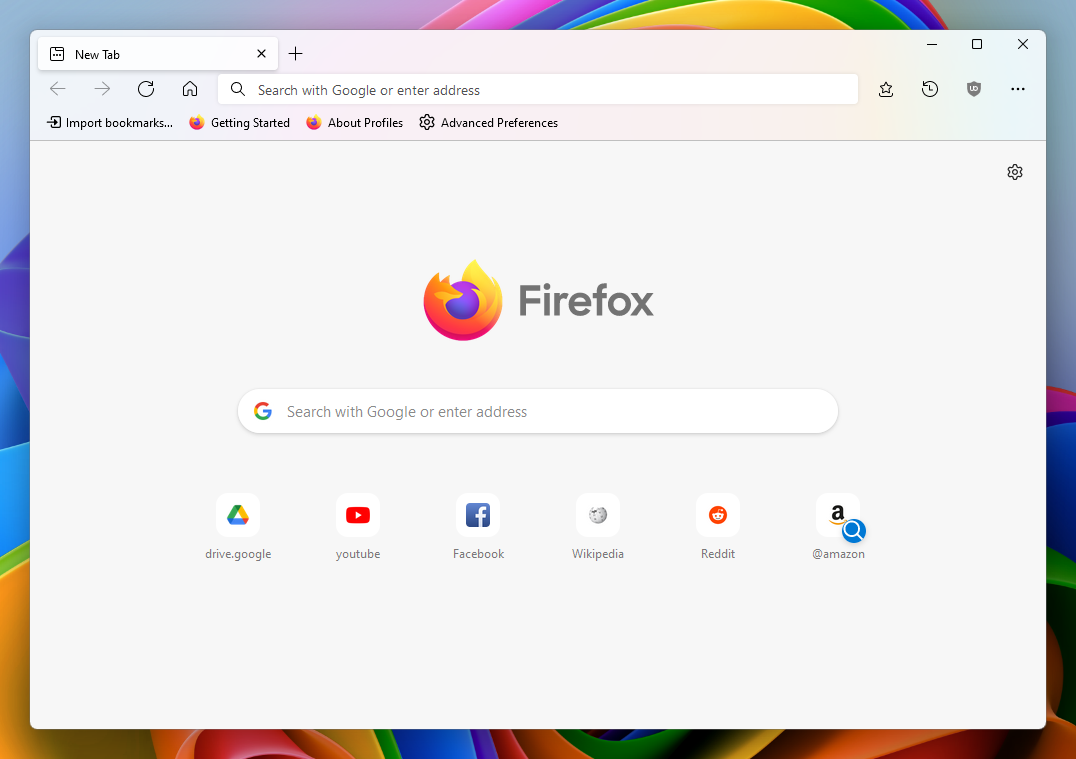 New Tab
Search with Google or enter address
Import bookmarks...
Getting Started
About Profiles
Advanced Preferences
Firefox
Search with Google or enter address
drive.google
youtube
Facebook
Wikipedia
Reddit
@amazon